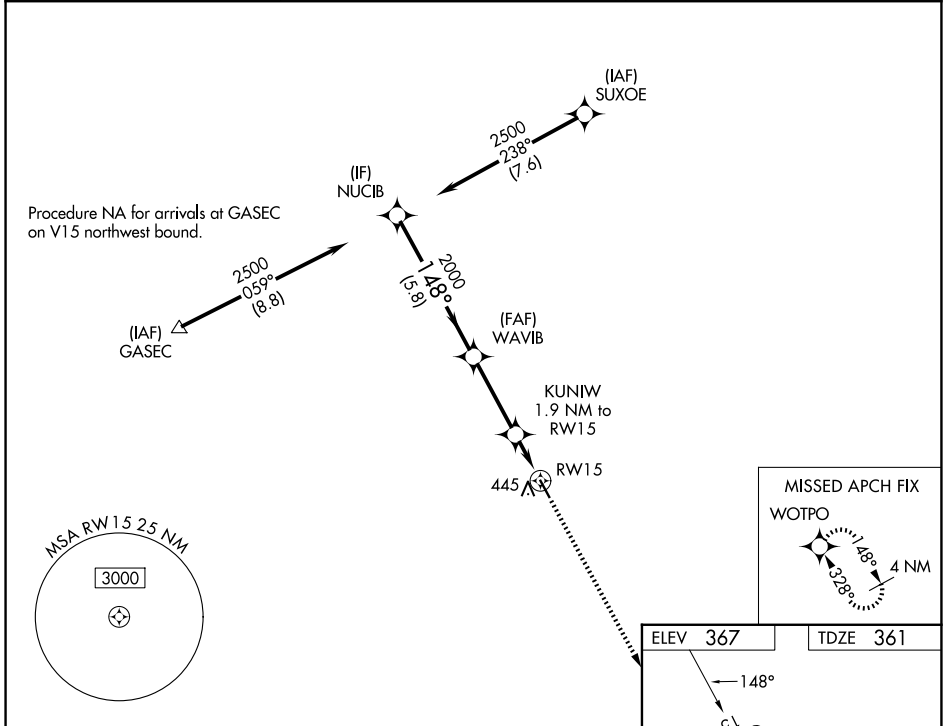 (IAF)
SUXOE
2500
238°
(7.6)
(IF)
NUCIB
Procedure NA for arrivals at GASEC
on V15 northwest bound.
2500
059°
(8.8)
(IAF)
GASEC
2000
148°
(5.8)
(FAF)
WAVIB
KUNIW
1.9 NM to
RW15
RW15
445
MISSED APCH FIX
WOTPO
148°
328°
4 NM
MSA RW15 25 NM
3000
ELEV 367
TDZE 361
148°